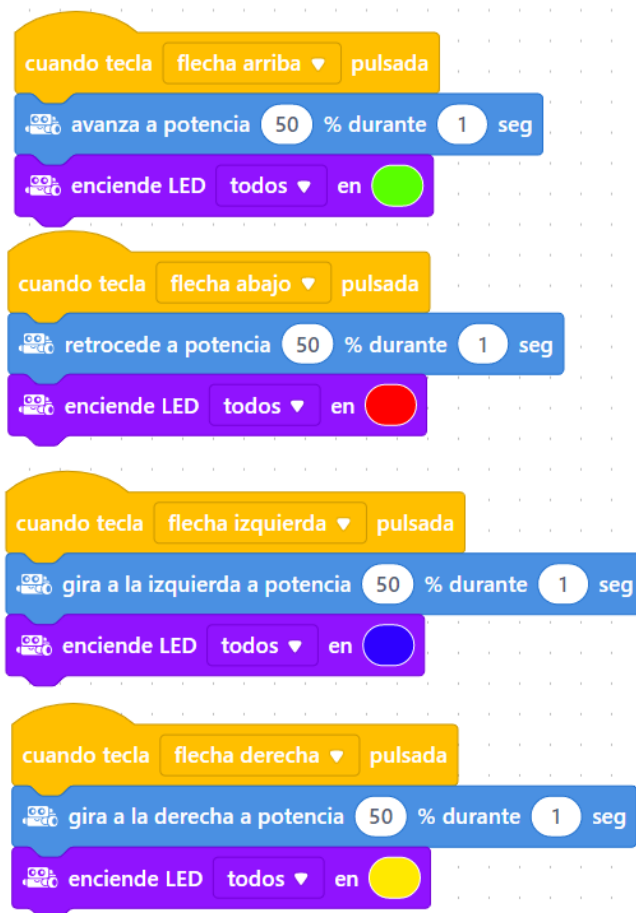 cuando tecla flecha arriba pulsada
avanza a potencia 50 % durante 1 seg
enciende LED todos en
cuando tecla flecha abajo pulsada
retrocede a potencia 50 % durante 1 seg
enciende LED todos en
cuando tecla flecha izquierda pulsada
gira a la izquierda a potencia 50 % durante 1 seg
enciende LED todos en
cuando tecla flecha derecha pulsada
gira a la derecha a potencia 50 % durante 1 seg
enciende LED todos en